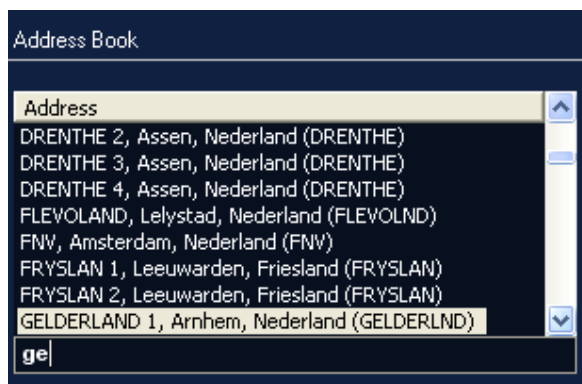 Address Book
Address
DRENTHE 2, Assen, Nederland (DRENTHE)
DRENTHE 3, Assen, Nederland (DRENTHE)
DRENTHE 4, Assen, Nederland (DRENTHE)
FLEVOLAND, Lelystad, Nederland (FLEVOLND)
FNV, Amsterdam, Nederland (FNV)
FRYSLAN 1, Leeuwarden, Friesland (FRYSLAN)
FRYSLAN 2, Leeuwarden, Friesland (FRYSLAN)
GELDERLAND 1, Arnhem, Nederland (GELDERLND)
ge